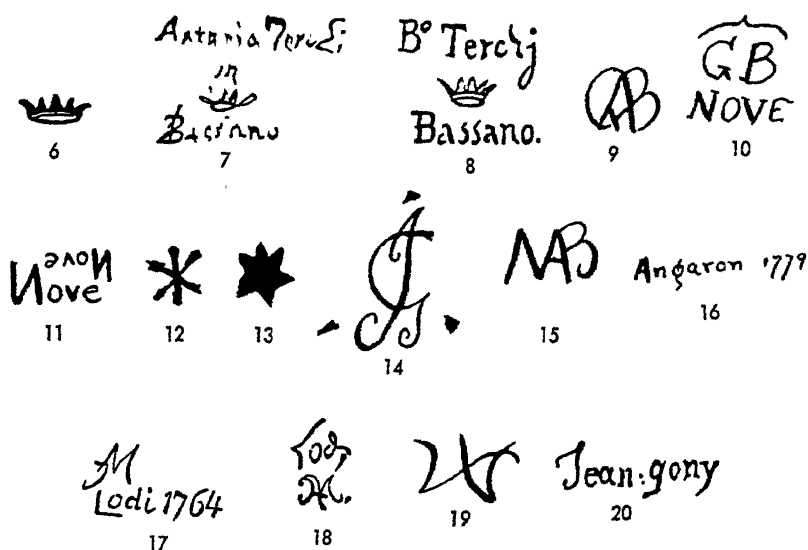 Antonio Terchi
in
Bassano
B° Terchj
Bassano.
GB
NOVE
6
7
8
9
10
Nove
Nove
AB
Angaron 1779
11
12
13
14
15
16
M
Lodi 1764
Lodi
M.
Jean:gony
17
18
19
20